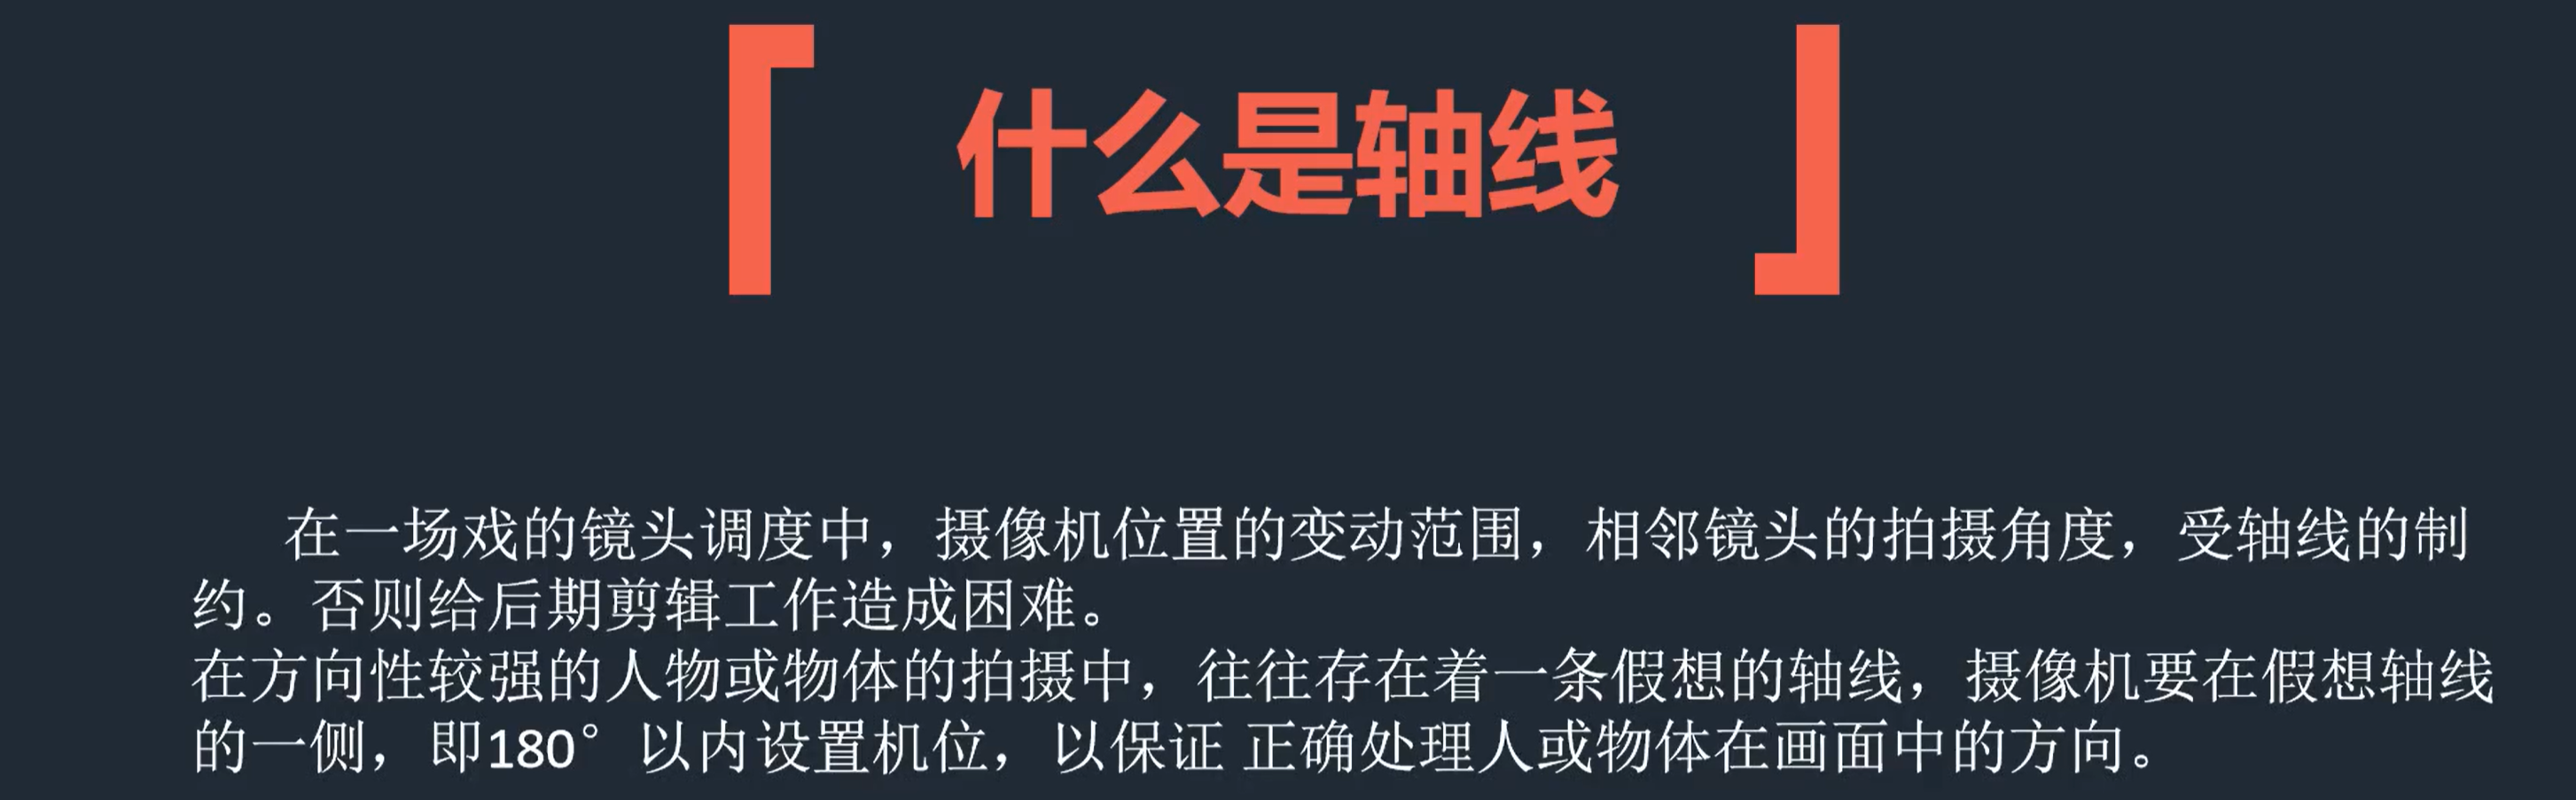 什么是轴线
在一场戏的镜头调度中，摄像机位置的变动范围，相邻镜头的拍摄角度，受轴线的制
约。否则给后期剪辑工作造成困难。
在方向性较强的人物或物体的拍摄中，往往存在着一条假想的轴线，摄像机要在假想轴线
的一侧，即180°以内设置机位，以保证 正确处理人或物体在画面中的方向。